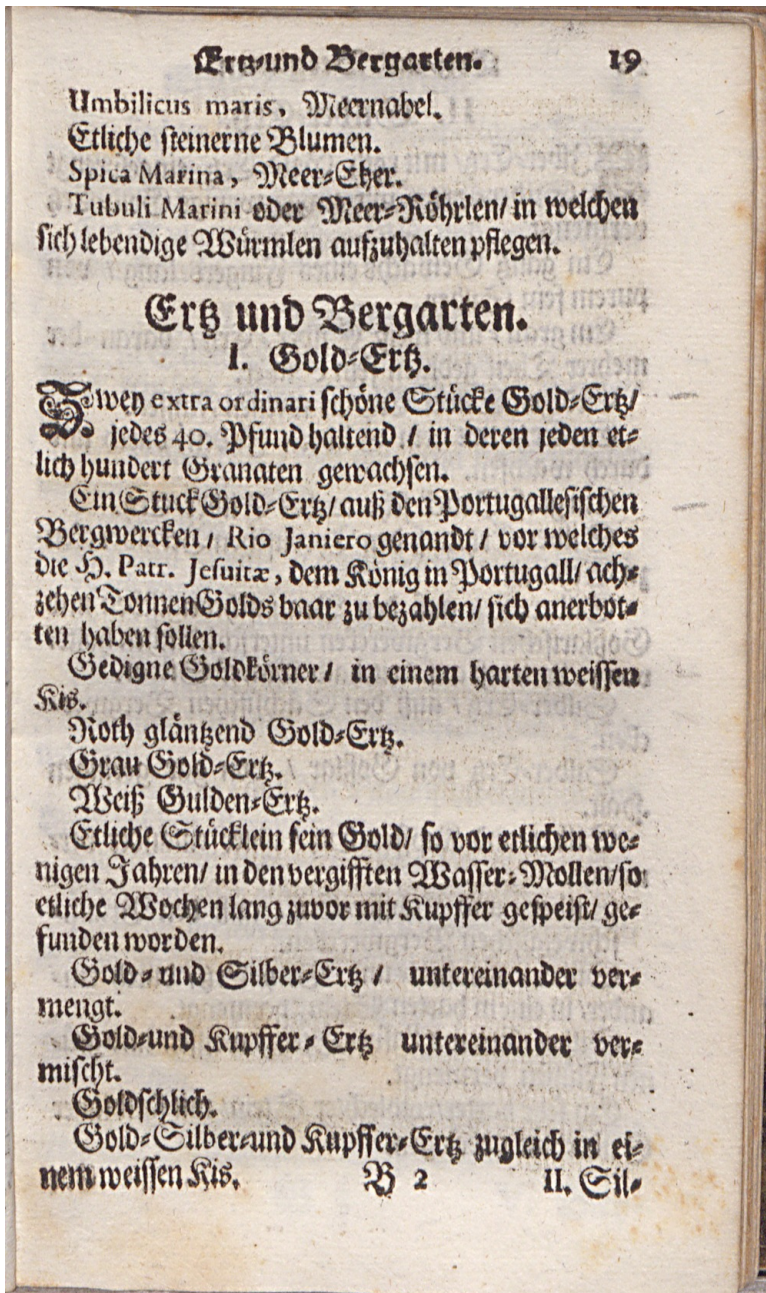 Ertz-und Bergarten. 19
Umbilicus maris, Meernabel.
Etliche steinerne Blumen.
Spica Marina, Meer-Eher.
Tubuli Marini oder Meer-Röhrlen/ in welchen
sich lebendige Würmlen aufzuhalten pflegen.
Ertz und Bergarten.
I. Gold-Ertz.
Zwey extra ordinari schöne Stücke Gold-Ertz/
jedes 40. Pfund haltend / in deren jeden et-
lich hundert Granaten gewachsen.
Ein Stuck Gold-Ertz/ auß den Portugallesischen
Bergwercken / Rio Janiero genandt / vor welches
die H. Patr. Jesuitæ, dem König in Portugall/ ach-
zehen Tonnen Golds baar zu bezahlen/ sich anerbot-
ten haben sollen.
Gedigne Goldkörner / in einem harten weissen
Kis.
Roth gläntzend Gold-Ertz.
Grau Gold-Ertz.
Weiß Gulden-Ertz.
Etliche Stücklein fein Gold/ so vor etlichen we-
nigen Jahren/ in den vergifften Wasser-Mollen/ so
etliche Wochen lang zuvor mit Kupffer gespeist/ ge-
funden worden.
Gold- und Silber-Ertz / untereinander ver-
mengt.
Gold-und Kupffer-Ertz untereinander ver-
mischt.
Goldschlich.
Gold-Silber-und Kupffer-Ertz zugleich in ei-
nem weissen Kis. B 2 II. Sil-